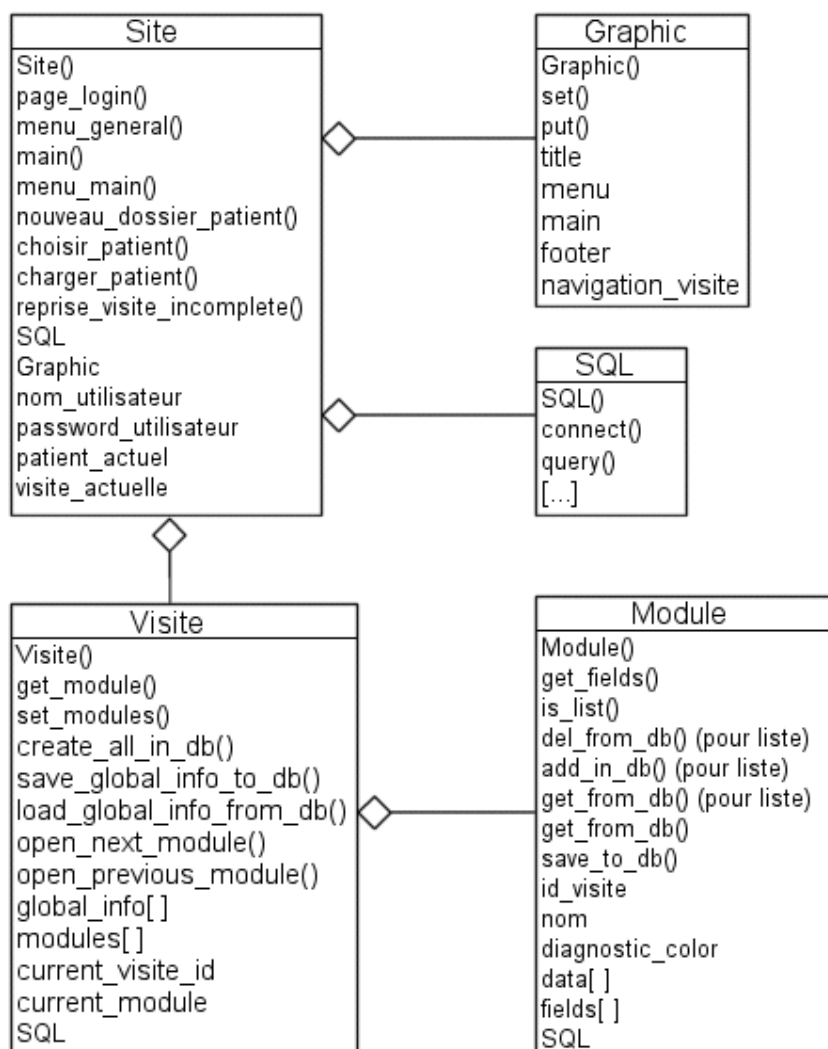 Site
Site()
page_login()
menu_general()
main()
menu_main()
nouveau_dossier_patient()
choisir_patient()
charger_patient()
reprise_visite_incomplete()
SQL
Graphic
nom_utilisateur
password_utilisateur
patient_actuel
visite_actuelle
Graphic
Graphic()
set()
put()
title
menu
main
footer
navigation_visite
SQL
SQL()
connect()
query()
[...]
Visite
Visite()
get_module()
set_modules()
create_all_in_db()
save_global_info_to_db()
load_global_info_from_db()
open_next_module()
open_previous_module()
global_info[ ]
modules[ ]
current_visite_id
current_module
SQL
Module
Module()
get_fields()
is_list()
del_from_db() (pour liste)
add_in_db() (pour liste)
get_from_db() (pour liste)
get_from_db()
save_to_db()
id_visite
nom
diagnostic_color
data[ ]
fields[ ]
SQL